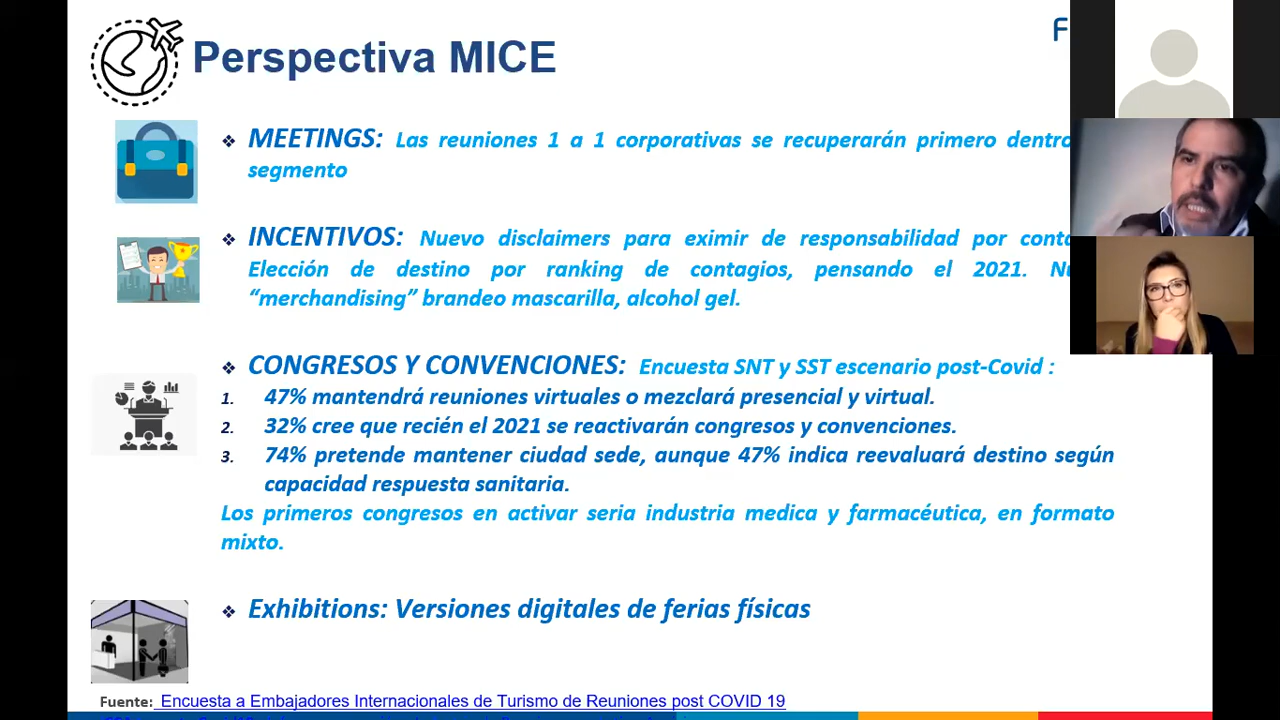 Perspectiva MICE
F
❖ MEETINGS: Las reuniones 1 a 1 corporativas se recuperarán primero dentro
segmento
❖ INCENTIVOS: Nuevo disclaimers para eximir de responsabilidad por conta
Elección de destino por ranking de contagios, pensando el 2021. Nu
“merchandising” brandeo mascarilla, alcohol gel.
❖ CONGRESOS Y CONVENCIONES: Encuesta SNT y SST escenario post-Covid :
1. 47% mantendrá reuniones virtuales o mezclará presencial y virtual.
2. 32% cree que recién el 2021 se reactivarán congresos y convenciones.
3. 74% pretende mantener ciudad sede, aunque 47% indica reevaluará destino según
capacidad respuesta sanitaria.
Los primeros congresos en activar seria industria medica y farmacéutica, en formato
mixto.
❖ Exhibitions: Versiones digitales de ferias físicas
Fuente: Encuesta a Embajadores Internacionales de Turismo de Reuniones post COVID 19